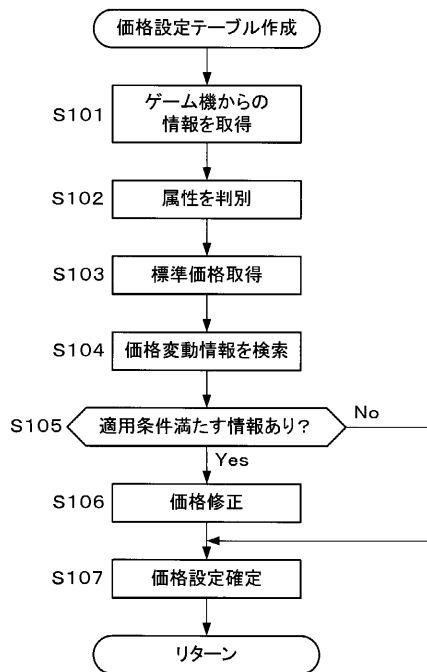 価格設定テーブル作成
S101
ゲーム機からの
情報を取得
S102
属性を判別
S103
標準価格取得
S104
価格変動情報を検索
S105
適用条件満たす情報あり？
No
Yes
S106
価格修正
S107
価格設定確定
リターン